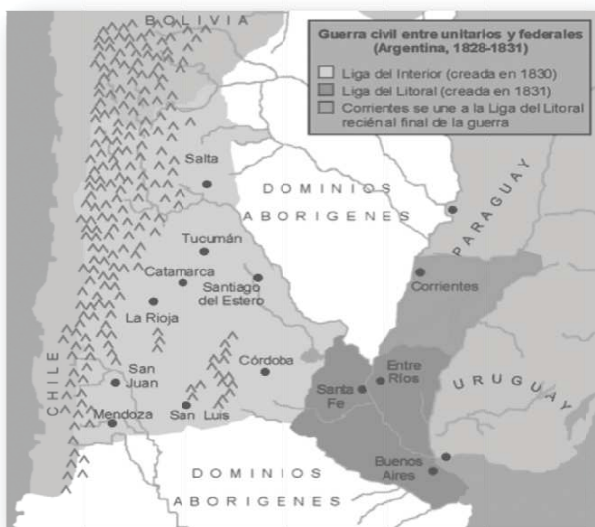 BOLIVIA
Guerra civil entre unitarios y federales
(Argentina, 1828-1831)
Liga del Interior (creada en 1830)
Liga del Litoral (creada en 1831)
Corrientes se une a la Liga del Litoral
reciénal final de la guerra
Salta
DOMINIOS
ABORIGENES
PARAGUAY
Tucumán
Catamarca
Santiago
del Estero
Corrientes
La Rioja
CHILE
San
Juan
Córdoba
Entre
Ríos
Santa
Fe
URUGUAY
Mendoza
San Luis
Buenos
Aires
DOMINIOS
ABORIGENES